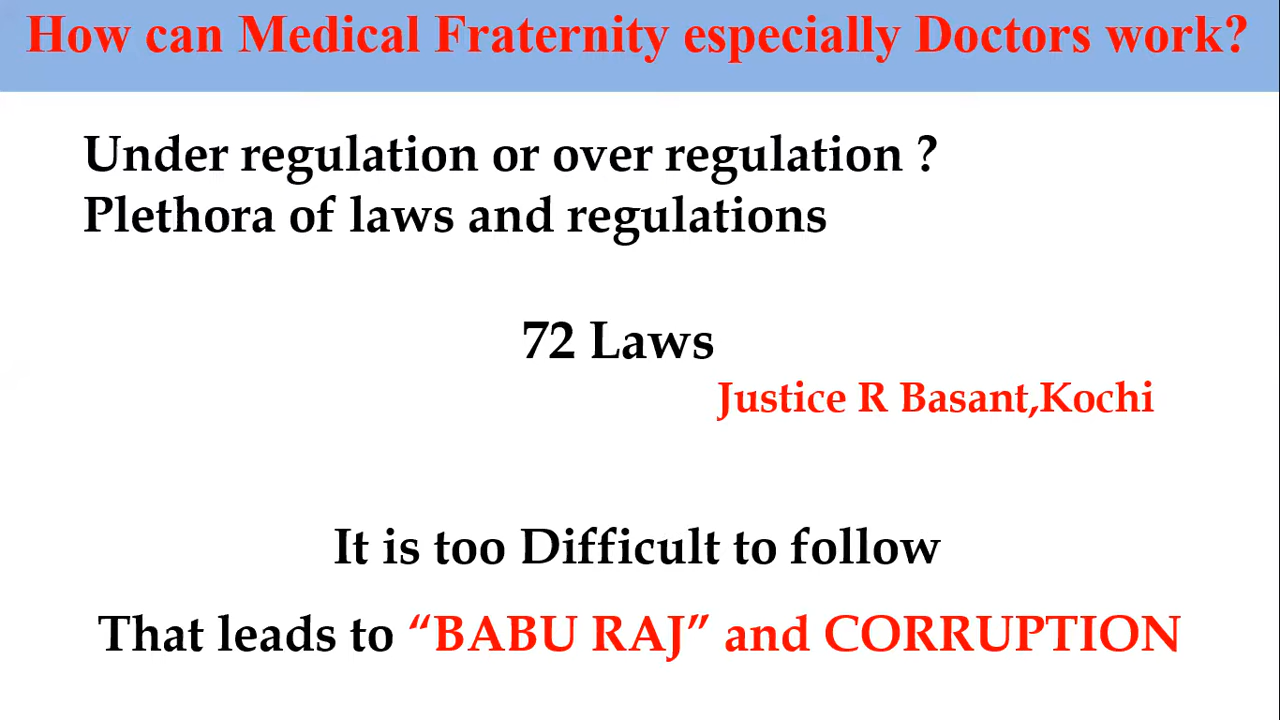 How can Medical Fraternity especially Doctors work?
Under regulation or over regulation ?
Plethora of laws and regulations
72 Laws
Justice R Basant,Kochi
It is too Difficult to follow
That leads to “BABU RAJ” and CORRUPTION